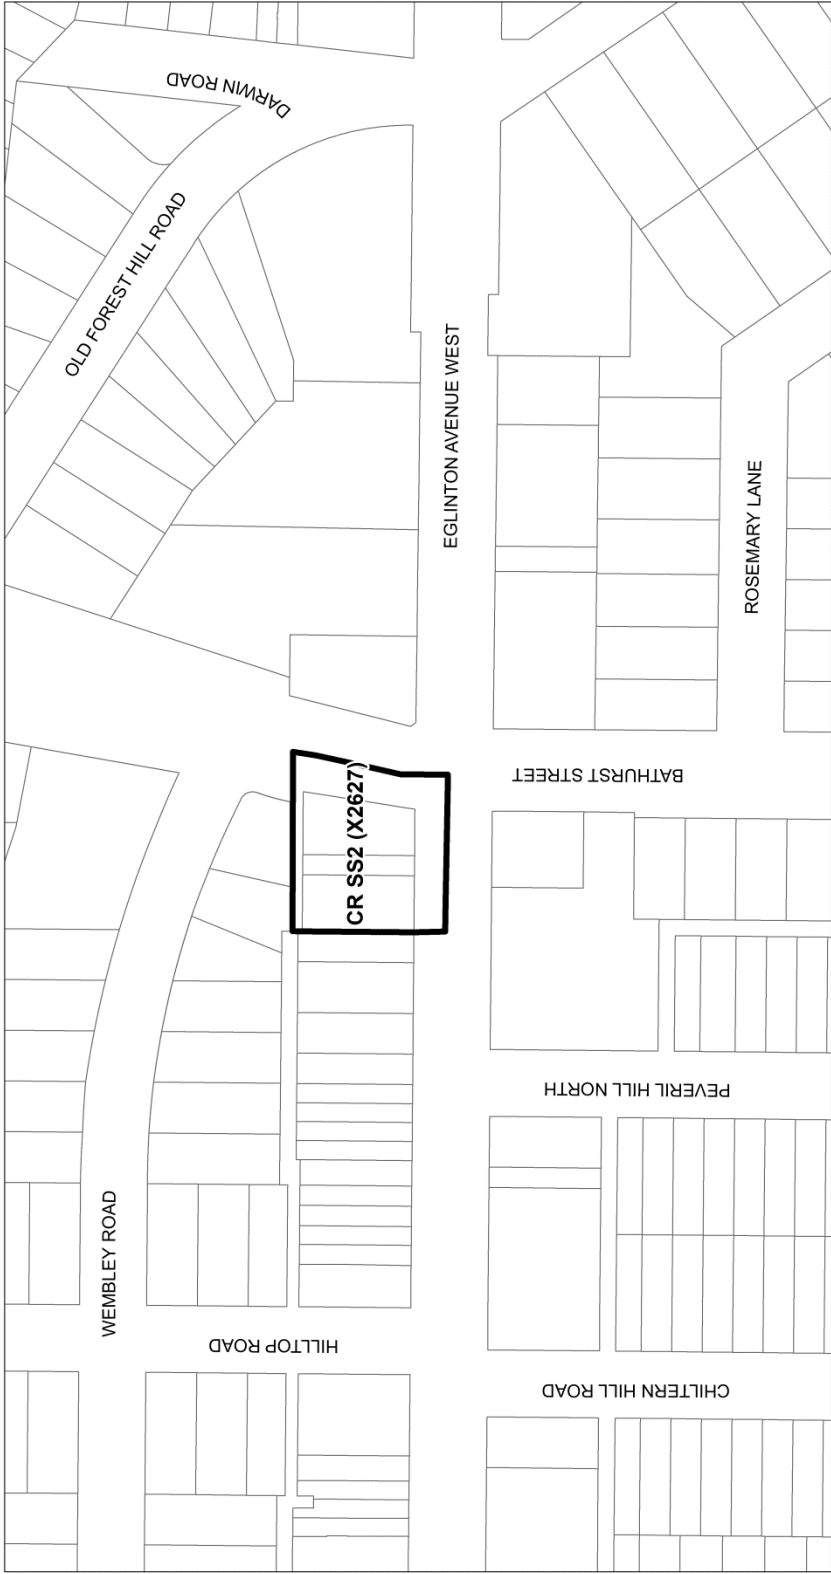 DARWIN ROAD
OLD FOREST HILL ROAD
EGLINTON AVENUE WEST
ROSEMARY LANE
BATHURST STREET
CR SS2 (X2627)
PEVERIL HILL NORTH
WEMBLEY ROAD
HILLTOP ROAD
CHILTERN HILL ROAD